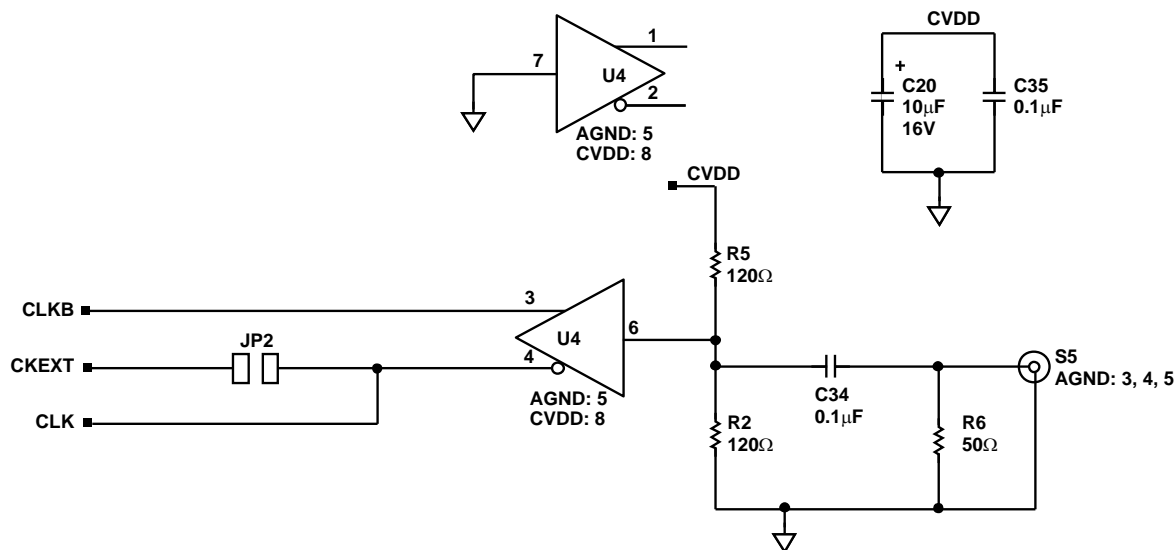 1
7
U4
2
AGND: 5
CVDD: 8
CVDD
+
C20
10μF
16V
C35
0.1μF
CVDD
R5
120Ω
CLKB
3
U4
6
JP2
CKEXT
4
AGND: 5
CVDD: 8
CLK
C34
0.1μF
S5
AGND: 3, 4, 5
R2
120Ω
R6
50Ω